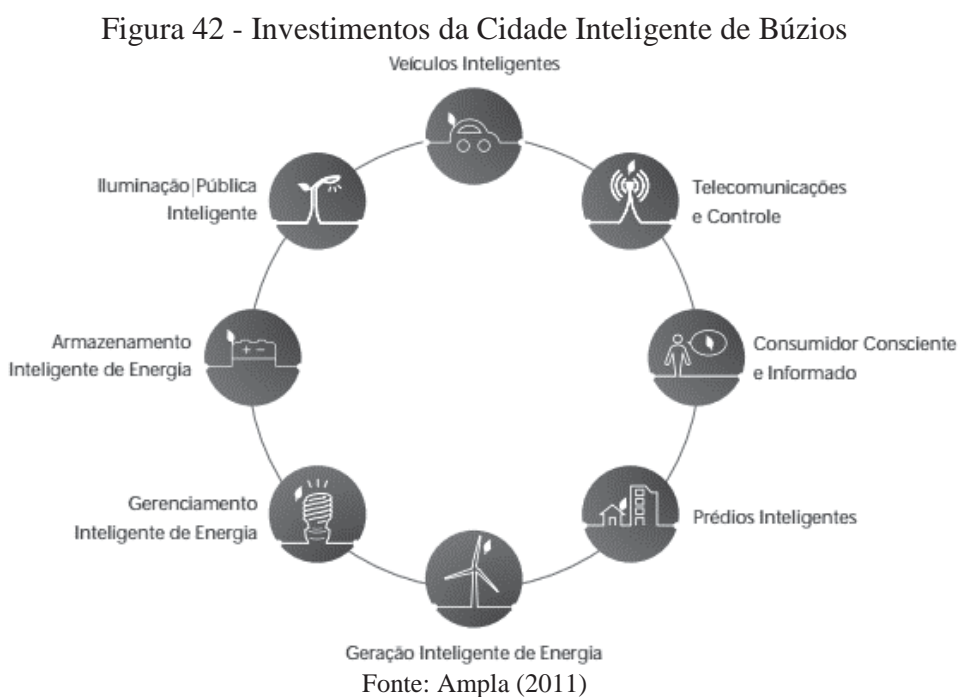 Figura 42 - Investimentos da Cidade Inteligente de Búzios
Veículos Inteligentes
Telecomunicações
e Controle
Consumidor Consciente
e Informado
Prédios Inteligentes
Geração Inteligente de Energia
Gerenciamento
Inteligente de Energia
Armazenamento
Inteligente de Energia
Iluminação|Pública
Inteligente
Fonte: Ampla (2011)